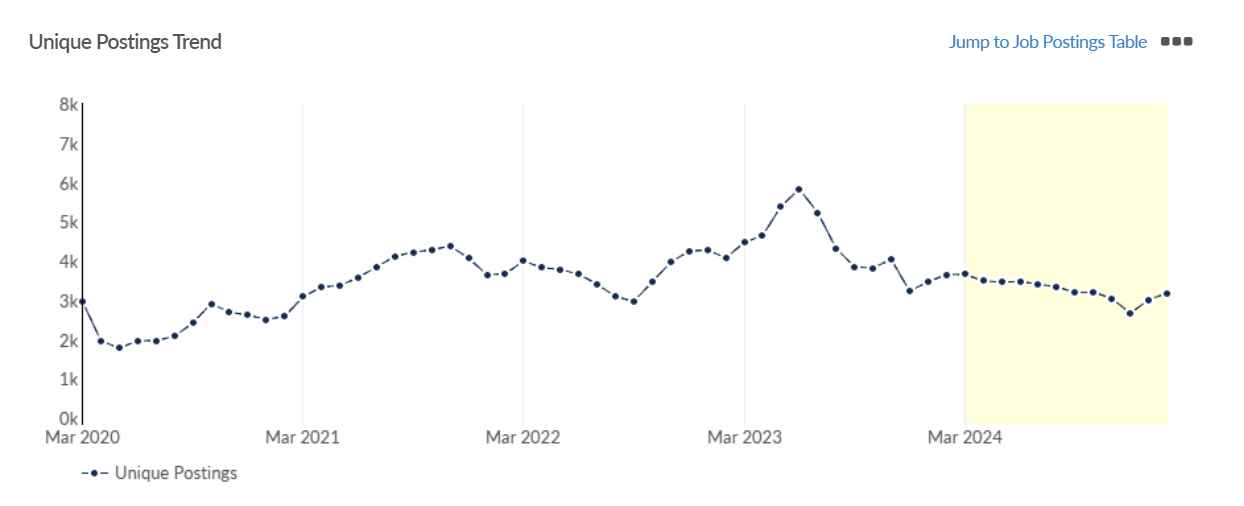 Unique Postings Trend
Jump to Job Postings Table
8k
7k
6k
5k
4k
3k
2k
1k
0k
Mar 2020 Mar 2021 Mar 2022 Mar 2023 Mar 2024
Unique Postings